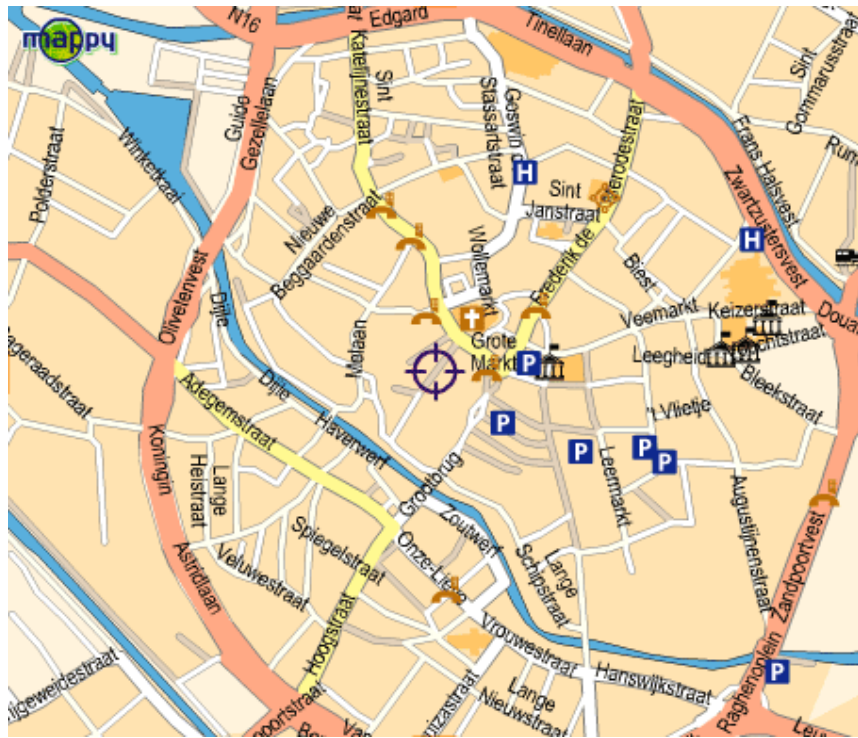 mappy
N16
Edgard
Tinellaan
Katelijnestraat
Sint
Goswin de
Stassartstraat
Guido
Gezellelaan
Sint
Gommarusstraat
Frans Halsvest
Zwartzustersvest
Winketkaai
Polderstraat
H
Sint
Janstraat
Frederik de
Nieuwe
Beggaardenstraat
Wollemarkt
Biest
H
Olivetenvest
Dijle
Veemarkt
Keizerstraat
Melaan
Grote
Markt
P
Leegheid
Bleekstraat
Adegemstraat
Dijle
Haverwerf
't Vlietje
P
P
P
P
Koningin
Astridlaan
Lange
Heistraat
Grootbrug
Leermarkt
Augustijnenstraat
Zandpoortvest
Spiegelstraat
Zoutwerf
Veluwestraat
Onze-Lieve
Vrouwestraat
Lange
Schipstraat
Hoogstraat
Hanswijkstraat
Raghenoplein
P
Lange
Nieuwstraat